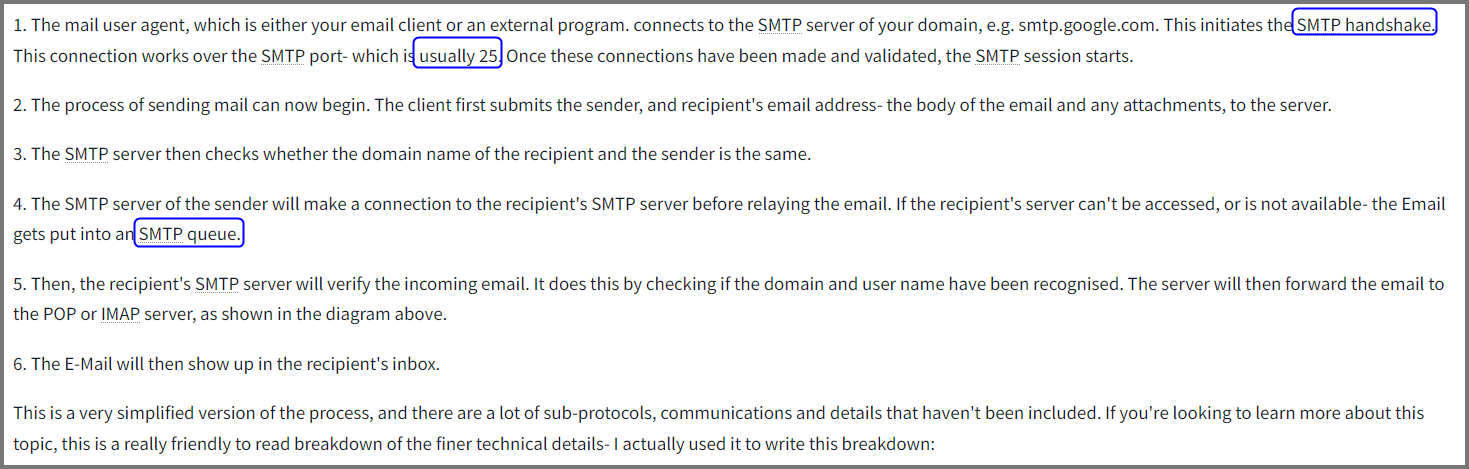 1. The mail user agent, which is either your email client or an external program. connects to the SMTP server of your domain, e.g. smtp.google.com. This initiates the SMTP handshake.
This connection works over the SMTP port- which is usually 25. Once these connections have been made and validated, the SMTP session starts.
2. The process of sending mail can now begin. The client first submits the sender, and recipient's email address- the body of the email and any attachments, to the server.
3. The SMTP server then checks whether the domain name of the recipient and the sender is the same.
4. The SMTP server of the sender will make a connection to the recipient's SMTP server before relaying the email. If the recipient's server can't be accessed, or is not available- the Email
gets put into an SMTP queue.
5. Then, the recipient's SMTP server will verify the incoming email. It does this by checking if the domain and user name have been recognised. The server will then forward the email to
the POP or IMAP server, as shown in the diagram above.
6. The E-Mail will then show up in the recipient's inbox.
This is a very simplified version of the process, and there are a lot of sub-protocols, communications and details that haven't been included. If you're looking to learn more about this
topic, this is a really friendly to read breakdown of the finer technical details- I actually used it to write this breakdown: